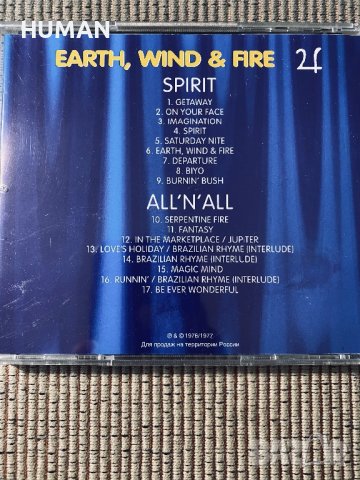 HUMAN
EARTH, WIND & FIRE
SPIRIT
1. GETAWAY
2. ON YOUR FACE
3. IMAGINATION
4. SPIRIT
5. SATURDAY NITE
6. EARTH, WIND & FIRE
7. DEPARTURE
8. BIYO
9. BURNIN' BUSH
ALL'N'ALL
10. SERPENTINE FIRE
11. FANTASY
12. IN THE MARKETPLACE / JUPITER
13. LOVE'S HOLIDAY / BRAZILIAN RHYME (INTERLUDE)
14. BRAZILIAN RHYME (INTERLUDE)
15. MAGIC MIND
16. RUNNIN' / BRAZILIAN RHYME (INTERLUDE)
17. BE EVER WONDERFUL
℗ & © 1976/1977
Для продаж на территории России